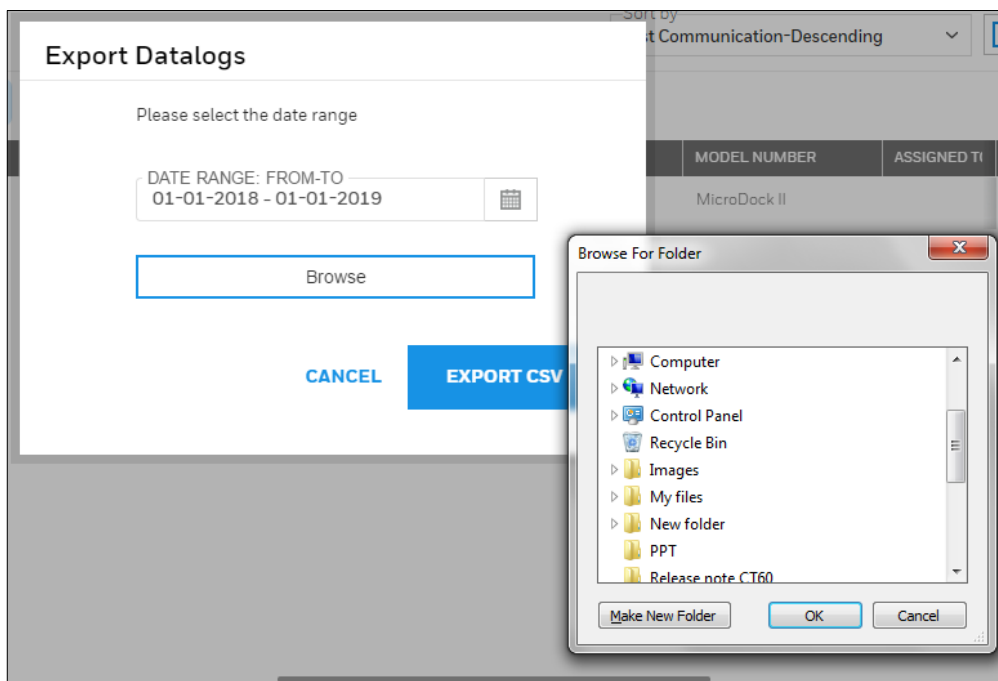 Sort by
st Communication-Descending
Export Datalogs
Please select the date range
MODEL NUMBER
ASSIGNED TO
DATE RANGE: FROM-TO
01-01-2018 - 01-01-2019
MicroDock II
Browse For Folder
Browse
Computer
CANCEL
EXPORT CSV
Network
Control Panel
Recycle Bin
Images
My files
New folder
PPT
Release note CT60
Make New Folder
OK
Cancel